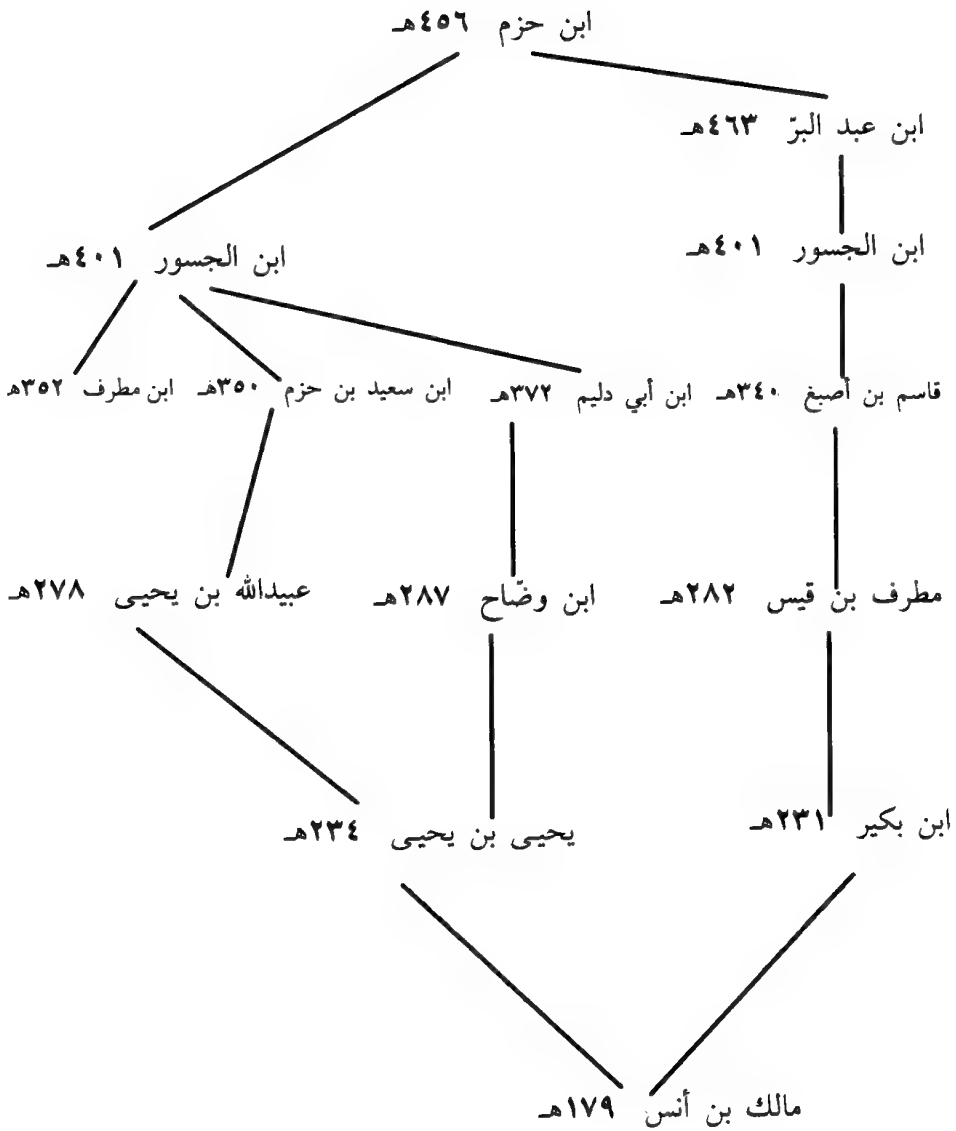 ابن حزم ٤٥٦هـ
ابن عبد البرّ ٤٦٣هـ
ابن الجسور ٤٠١هـ
ابن الجسور ٤٠١هـ
قاسم بن أصبغ ٣٤٠هـ ابن أبي دليم ٣٧٢هـ ابن سعيد بن حزم ٣٥٠هـ ابن مطرف ٣٥٢هـ
مطرف بن قيس ٢٨٢هـ ابن وضّاح ٢٨٧هـ عبيدالله بن يحيى ٢٧٨هـ
ابن بكير ٢٣١هـ يحيى بن يحيى ٢٣٤هـ
مالك بن أنس ١٧٩هـ